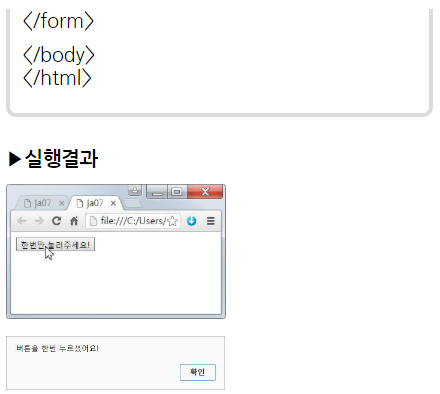 </form>
</body>
</html>
▶실행결과
ja07. × ja07. ×
file:///C:/Users/
한번만 눌러주세요!
버튼을 한번 누르셨어요!
확인